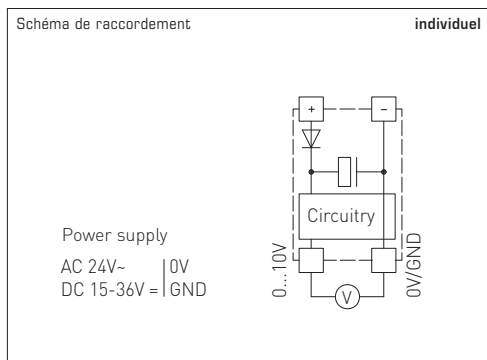 Schéma de raccordement
individuel
+
−
Circuitry
Power supply
AC 24V~ | 0V
DC 15-36V = | GND
0...10V
0V/GND
V